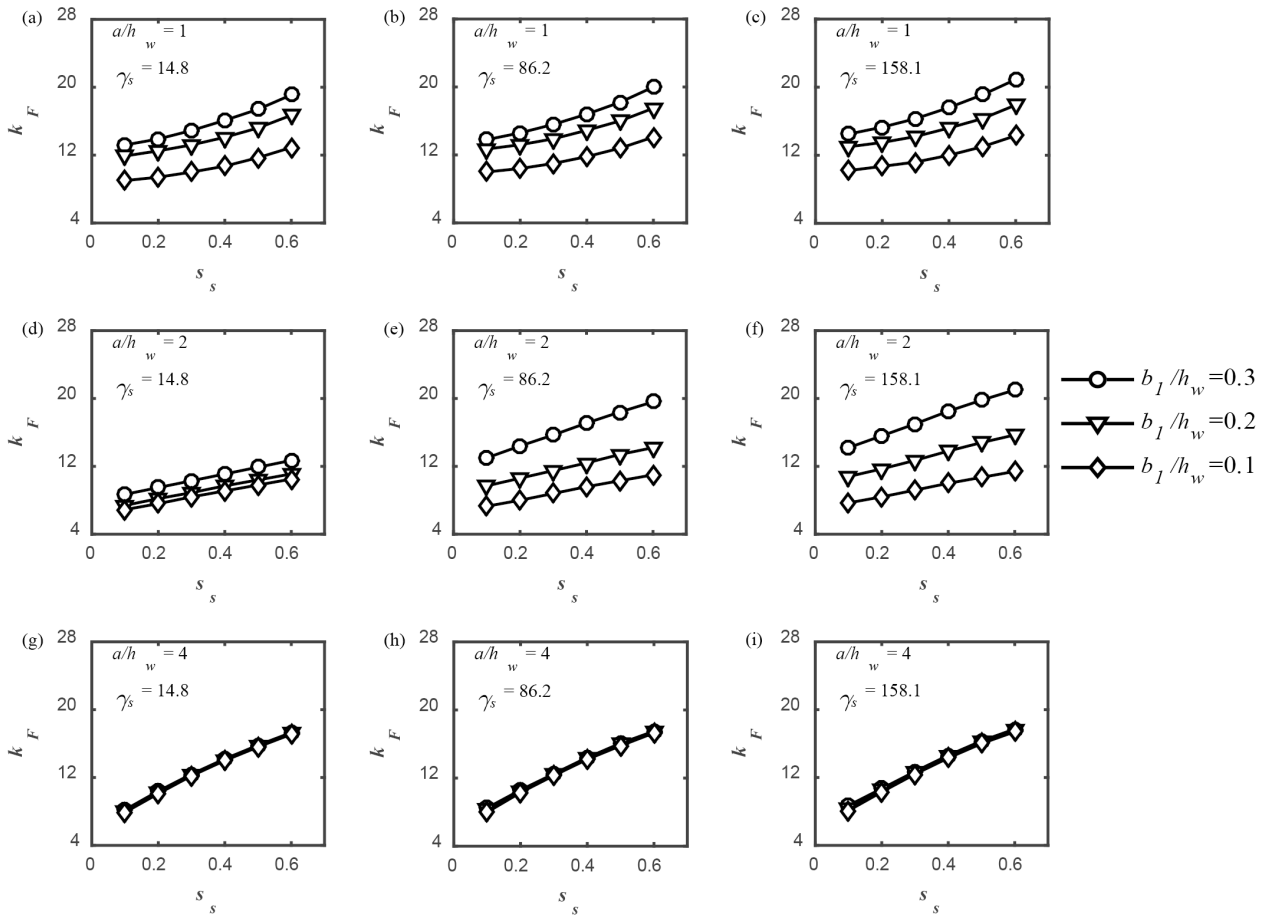 (a) 28 20 12 4
a/h w = 1
γs = 14.8
k F
0 0.2 0.4 0.6
s s
(b) 28 20 12 4
a/h w = 1
γs = 86.2
k F
0 0.2 0.4 0.6
s s
(c) 28 20 12 4
a/h w = 1
γs = 158.1
k F
0 0.2 0.4 0.6
s s
(d) 28 20 12 4
a/h w = 2
γs = 14.8
k F
0 0.2 0.4 0.6
s s
(e) 28 20 12 4
a/h w = 2
γs = 86.2
k F
0 0.2 0.4 0.6
s s
(f) 28 20 12 4
a/h w = 2
γs = 158.1
k F
0 0.2 0.4 0.6
s s
b1/hw=0.3
b1/hw=0.2
b1/hw=0.1
(g) 28 20 12 4
a/h w = 4
γs = 14.8
k F
0 0.2 0.4 0.6
s s
(h) 28 20 12 4
a/h w = 4
γs = 86.2
k F
0 0.2 0.4 0.6
s s
(i) 28 20 12 4
a/h w = 4
γs = 158.1
k F
0 0.2 0.4 0.6
s s